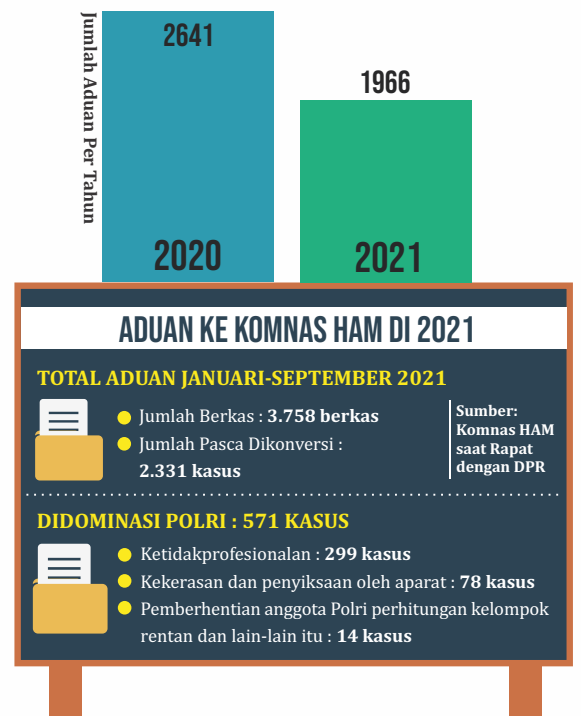 Jumlah Aduan Per Tahun
2641
1966
2020
2021
ADUAN KE KOMNAS HAM DI 2021
TOTAL ADUAN JANUARI-SEPTEMBER 2021
Jumlah Berkas : 3.758 berkas
Jumlah Pasca Dikonversi :
2.331 kasus
Sumber:
Komnas HAM
saat Rapat
dengan DPR
DIDOMINASI POLRI : 571 KASUS
Ketidakprofesionalan : 299 kasus
Kekerasan dan penyiksaan oleh aparat : 78 kasus
Pemberhentian anggota Polri perhitungan kelompok
rentan dan lain-lain itu : 14 kasus